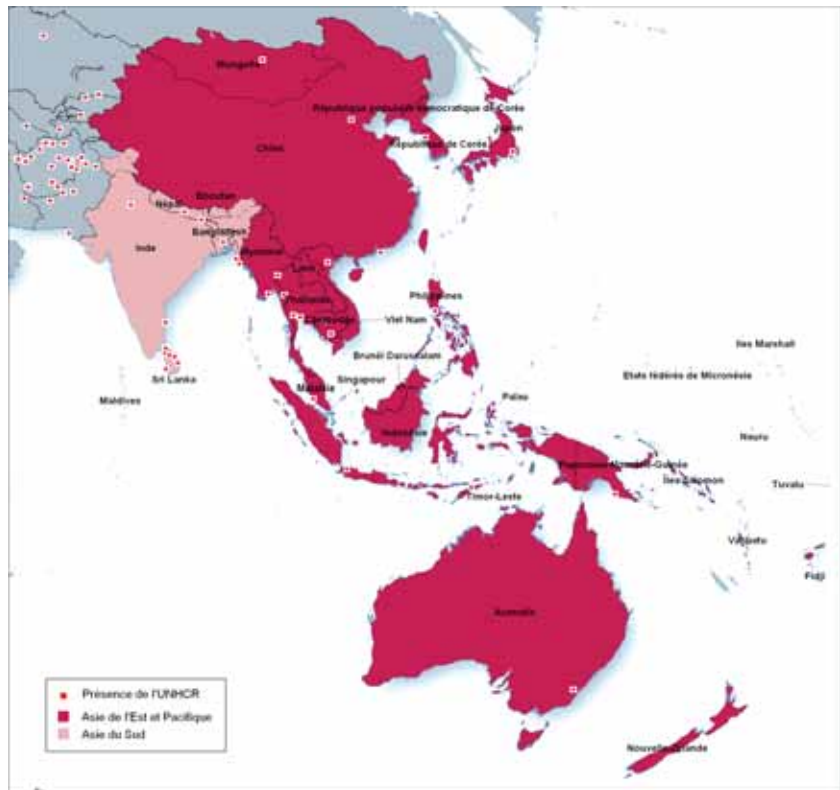 Mongolie
République populaire démocratique de Corée
Japon
République de Corée
Chine
Bhoutan
Népal
Bangladesh
Inde
Myanmar
Laos
Thaïlande
Philippines
Cambodge
Viet Nam
Brunéi Darussalam
Iles Marshall
Singapour
Malaisie
Etats fédérés de Micronésie
Sri Lanka
Maldives
Palau
Indonésie
Nauru
Papouasie-Nouvelle-Guinée
Îles Salomon
Tuvalu
Timor-Leste
Vanuatu
Fidji
Australie
Présence de l'UNHCR
Asie de l'Est et Pacifique
Asie du Sud
Nouvelle-Zélande